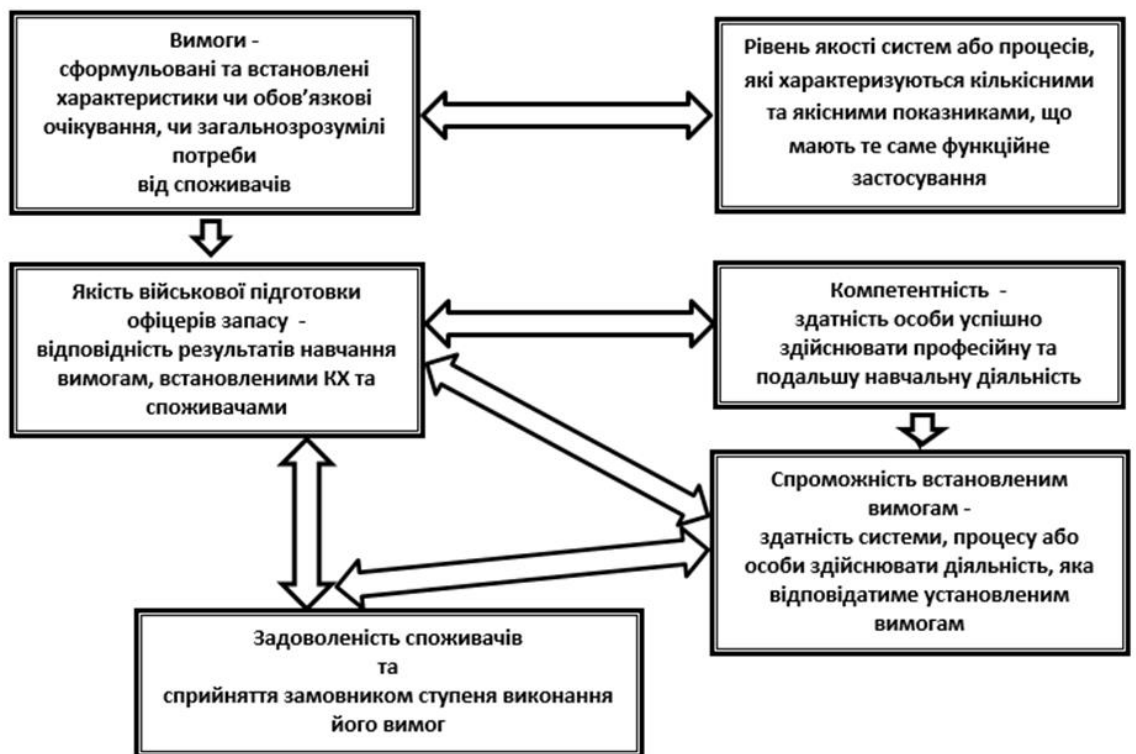 Вимоги -
сформульовані та встановлені
характеристики чи обов’язкові
очікування, чи загальнозрозумілі
потреби
від споживачів
Рівень якості систем або процесів,
які характеризуються кількісними
та якісними показниками, що
мають те саме функційне
застосування
Якість військової підготовки
офіцерів запасу -
відповідність результатів навчання
вимогам, встановленими КХ та
споживачами
Компетентність -
здатність особи успішно
здійснювати професійну та
подальшу навчальну діяльність
Спроможність встановленим
вимогам -
здатність системи, процесу або
особи здійснювати діяльність, яка
відповідатиме установленим
вимогам
Задоволеність споживачів
та
сприйняття замовником ступеня виконання
його вимог